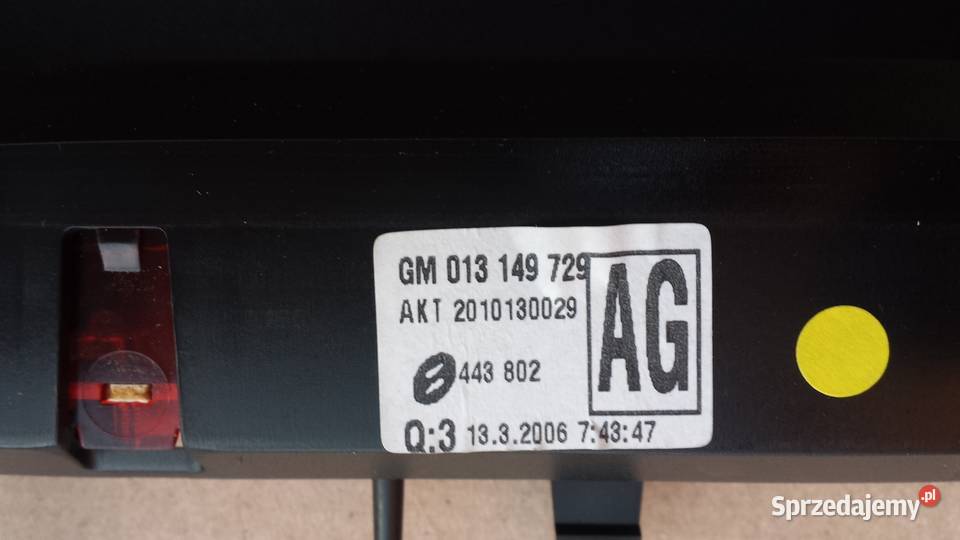 GM 013 149 729
AG
AKT 2010130029
443 802
Q:3 13.3.2006 7:43:47
Sprzedajemy.pl